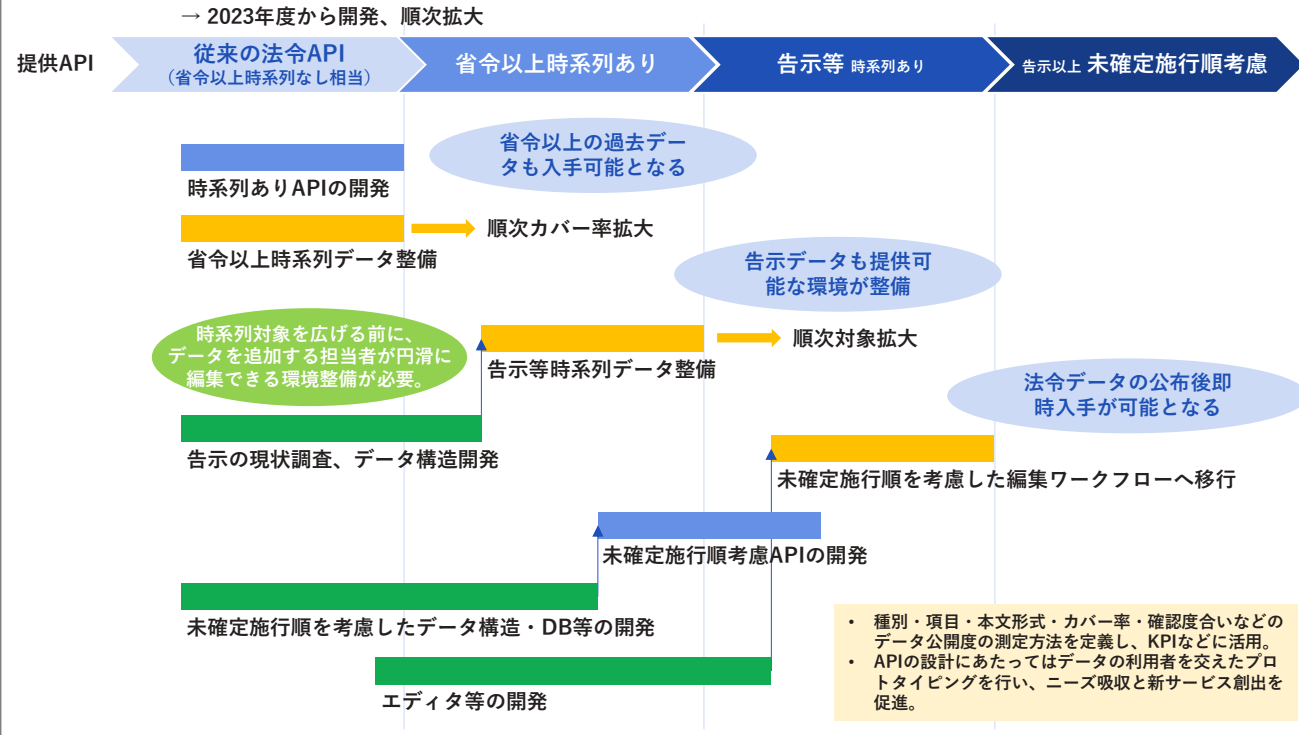 → 2023年度から開発、順次拡大
提供API
従来の法令API
（省令以上時系列なし相当）
省令以上時系列あり
告示等 時系列あり
告示以上 未確定施行順考慮
省令以上の過去デー
タも入手可能となる
時系列ありAPIの開発
順次カバー率拡大
省令以上時系列データ整備
告示データも提供可
能な環境が整備
時系列対象を広げる前に、
データを追加する担当者が円滑に
編集できる環境整備が必要。
順次対象拡大
告示等時系列データ整備
法令データの公布後即
時入手が可能となる
告示の現状調査、データ構造開発
未確定施行順を考慮した編集ワークフローへ移行
未確定施行順考慮APIの開発
未確定施行順を考慮したデータ構造・DB等の開発
エディタ等の開発
• 種別・項目・本文形式・カバー率・確認度合いなどの
データ公開度の測定方法を定義し、KPIなどに活用。
• APIの設計にあたってはデータの利用者を交えたプロ
トタイピングを行い、ニーズ吸収と新サービス創出を
促進。